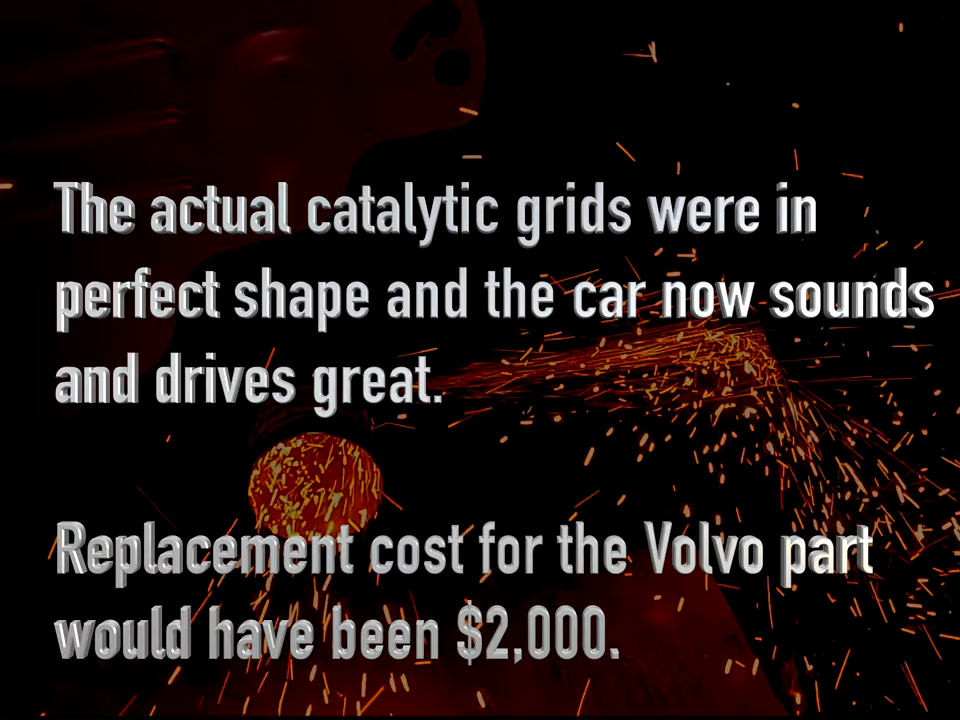 The actual catalytic grids were in
perfect shape and the car now sounds
and drives great.
Replacement cost for the Volvo part
would have been $2,000.